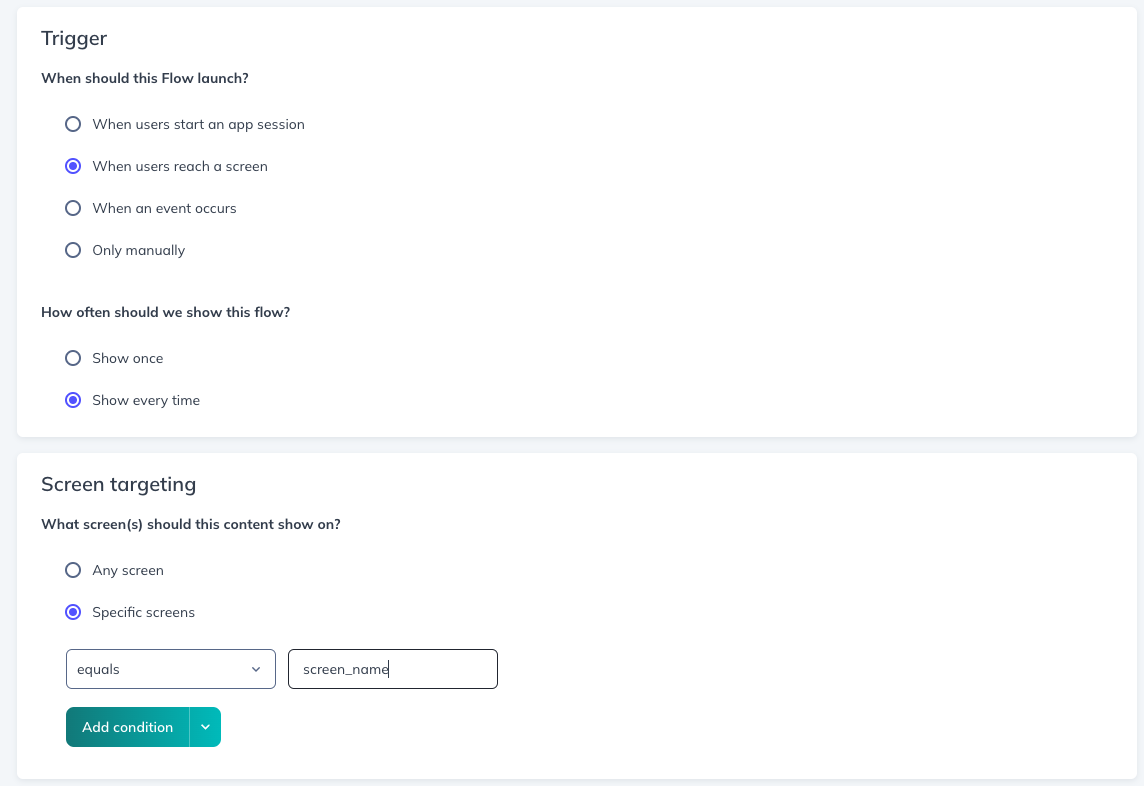 Trigger
When should this Flow launch?
When users start an app session
When users reach a screen
When an event occurs
Only manually
How often should we show this flow?
Show once
Show every time
Screen targeting
What screen(s) should this content show on?
Any screen
Specific screens
equals screen_name
Add condition